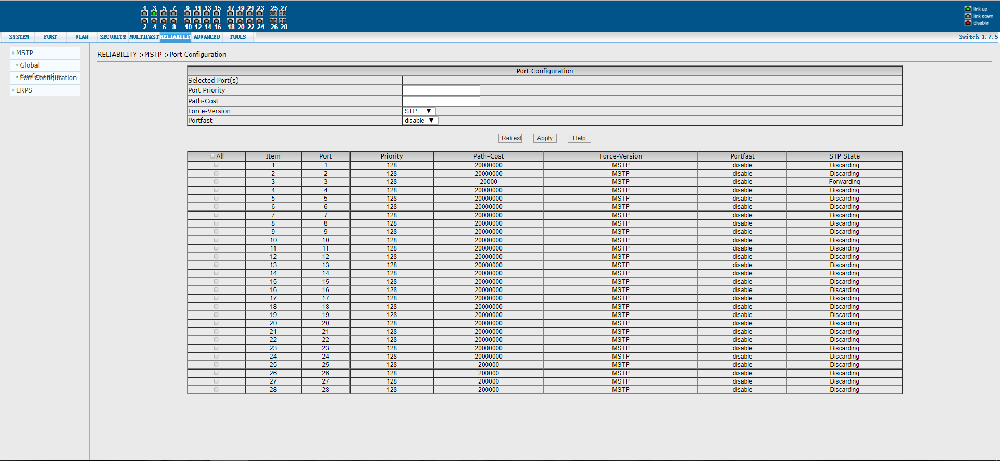 1 3 5 7 9 11 13 15 17 19 21 23 25 27
2 4 6 8 10 12 14 16 18 20 22 24 26 28
link up
link down
disable
SYSTEM PORT VLAN SECURITY MULTICAST RELIABILIT ADVANCED TOOLS
Switch 1.7.5
MSTP
Global
Configuration
Port Configuration
ERPS
RELIABILITY->MSTP->Port Configuration
Port Configuration
Selected Port(s)
Port Priority
Path-Cost
Force-Version STP ▼
Portfast disable ▼
Refresh Apply Help
All Item Port Priority Path-Cost Force-Version Portfast STP State
1 1 128 20000000 MSTP disable Discarding
2 2 128 20000000 MSTP disable Discarding
3 3 128 20000 MSTP disable Forwarding
4 4 128 20000000 MSTP disable Discarding
5 5 128 20000000 MSTP disable Discarding
6 6 128 20000000 MSTP disable Discarding
7 7 128 20000000 MSTP disable Discarding
8 8 128 20000000 MSTP disable Discarding
9 9 128 20000000 MSTP disable Discarding
10 10 128 20000000 MSTP disable Discarding
11 11 128 20000000 MSTP disable Discarding
12 12 128 20000000 MSTP disable Discarding
13 13 128 20000000 MSTP disable Discarding
14 14 128 20000000 MSTP disable Discarding
15 15 128 20000000 MSTP disable Discarding
16 16 128 20000000 MSTP disable Discarding
17 17 128 20000000 MSTP disable Discarding
18 18 128 20000000 MSTP disable Discarding
19 19 128 20000000 MSTP disable Discarding
20 20 128 20000000 MSTP disable Discarding
21 21 128 20000000 MSTP disable Discarding
22 22 128 20000000 MSTP disable Discarding
23 23 128 20000000 MSTP disable Discarding
24 24 128 20000000 MSTP disable Discarding
25 25 128 200000 MSTP disable Discarding
26 26 128 200000 MSTP disable Discarding
27 27 128 200000 MSTP disable Discarding
28 28 128 200000 MSTP disable Discarding